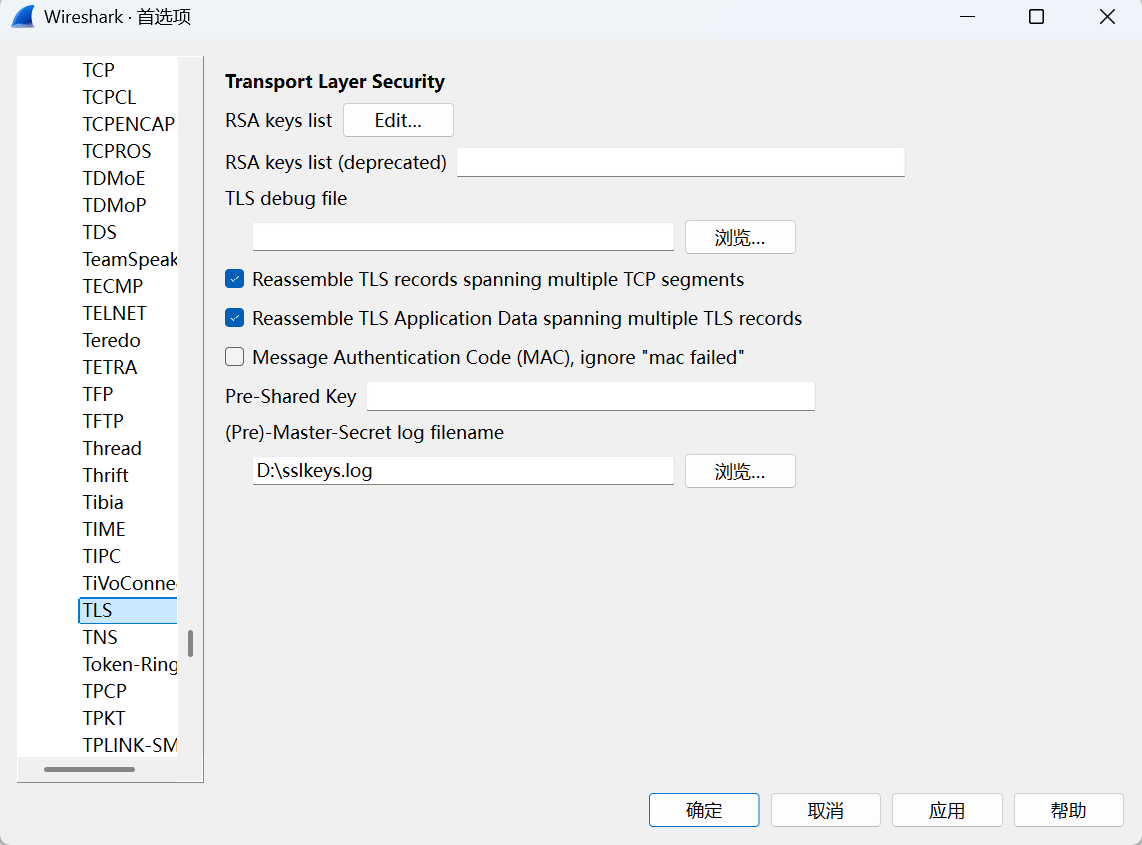 Wireshark · 首选项
TCP
TCPCL
TCPENCAP
TCPROS
TDMoE
TDMoP
TDS
TeamSpeak
TECMP
TELNET
Teredo
TETRA
TFP
TFTP
Thread
Thrift
Tibia
TIME
TIPC
TiVoConne
TLS
TNS
Token-Ring
TPCP
TPKT
TPLINK-SM
Transport Layer Security
RSA keys list Edit...
RSA keys list (deprecated)
TLS debug file
浏览...
Reassemble TLS records spanning multiple TCP segments
Reassemble TLS Application Data spanning multiple TLS records
Message Authentication Code (MAC), ignore "mac failed"
Pre-Shared Key
(Pre)-Master-Secret log filename
D:\sslkeys.log 浏览...
确定 取消 应用 帮助